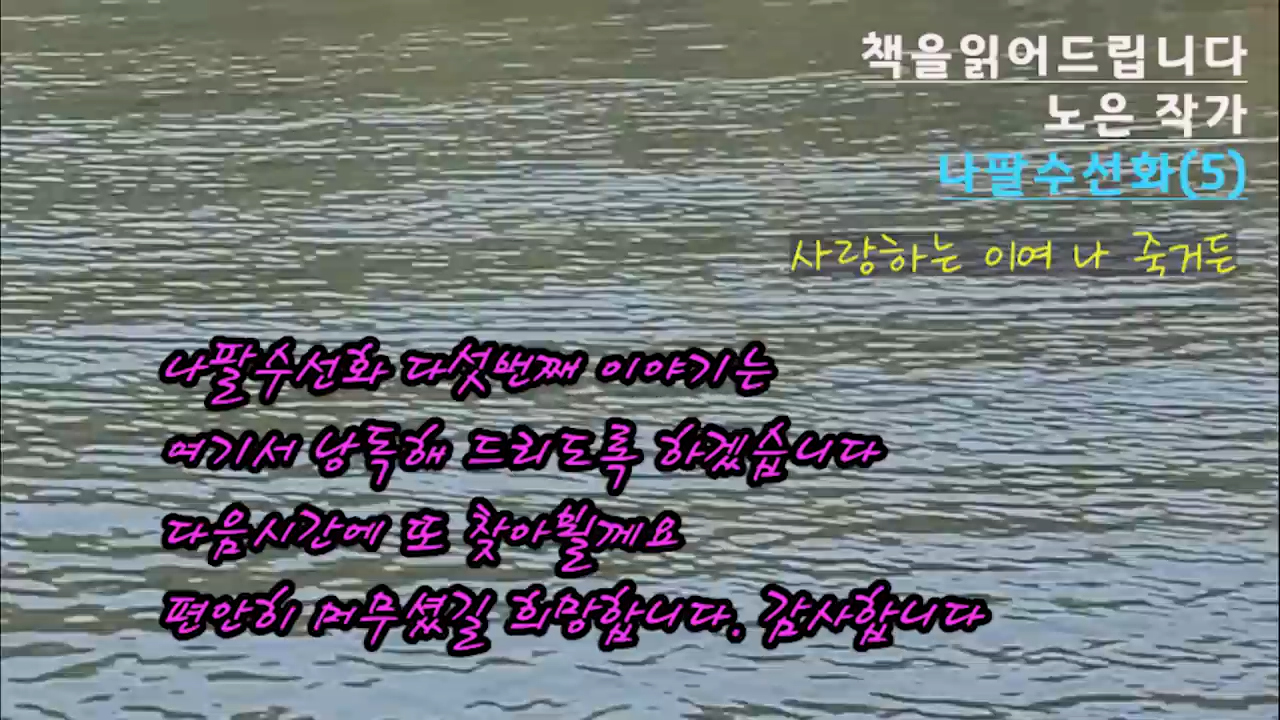 책을읽어드립니다
노은 작가
나팔수선화(5)
사랑하는 이여 나 죽거든
나팔수선화 다섯번째 이야기는
여기서 낭독해 드리도록 하겠습니다
다음시간에 또 찾아뵐께요
편안히 머무셨길 희망합니다. 감사합니다